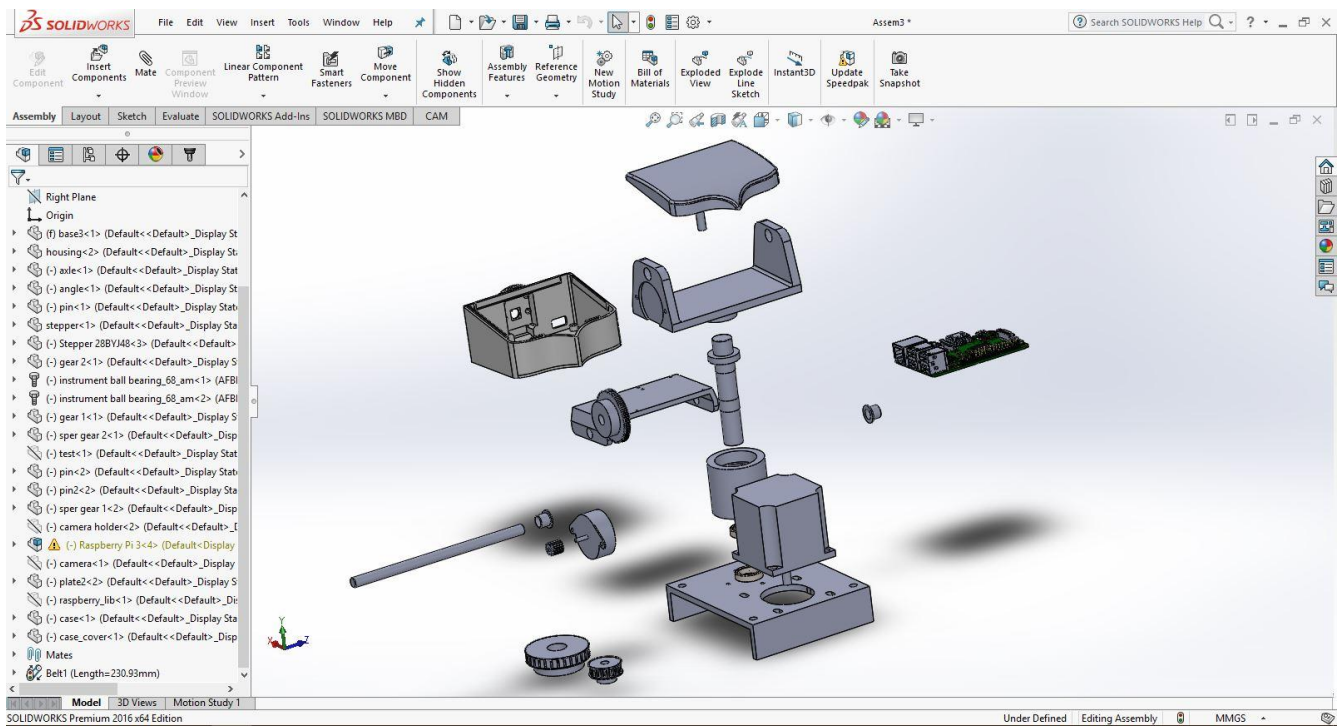 SOLIDWORKS File Edit View Insert Tools Window Help Assem3 * Search SOLIDWORKS Help
Edit Component
Insert Components
Mate
Component Preview Window
Linear Component Pattern
Smart Fasteners
Move Component
Show Hidden Components
Assembly Features
Reference Geometry
New Motion Study
Bill of Materials
Exploded View
Explode Line Sketch
Instant3D
Update Speedpak
Take Snapshot
Assembly Layout Sketch Evaluate SOLIDWORKS Add-Ins SOLIDWORKS MBD CAM
Right Plane
Origin
(f) base3<1> (Default<<Default>_Display St
housing<2> (Default<<Default>_Display St
(-) axle<1> (Default<<Default>_Display Stat
(-) angle<1> (Default<<Default>_Display St
(-) pin<1> (Default<<Default>_Display Stat
stepper<1> (Default<<Default>_Display Sta
(-) Stepper 28BYJ48<3> (Default<<Default>
(-) gear 2<1> (Default<<Default>_Display S
(-) instrument ball bearing_68_am<1> (AFB
(-) instrument ball bearing_68_am<2> (AFB
(-) gear 1<1> (Default<<Default>_Display S
(-) sper gear 2<1> (Default<<Default>_Disp
(-) test<1> (Default<<Default>_Display Stat
(-) pin<2> (Default<<Default>_Display Stat
(-) pin2<2> (Default<<Default>_Display Sta
(-) sper gear 1<2> (Default<<Default>_Disp
(-) camera holder<2> (Default<<Default>_
(-) Raspberry Pi 3<4> (Default<Display
(-) camera<1> (Default<<Default>_Display
(-) plate2<2> (Default<<Default>_Display S
(-) raspberry_lib<1> (Default<<Default>_Di
(-) case<1> (Default<<Default>_Display Sta
(-) case_cover<1> (Default<<Default>_Disp
Mates
Belt1 (Length=230.93mm)
Y
X
Z
Model 3D Views Motion Study 1
SOLIDWORKS Premium 2016 x64 Edition Under Defined Editing Assembly MMGS